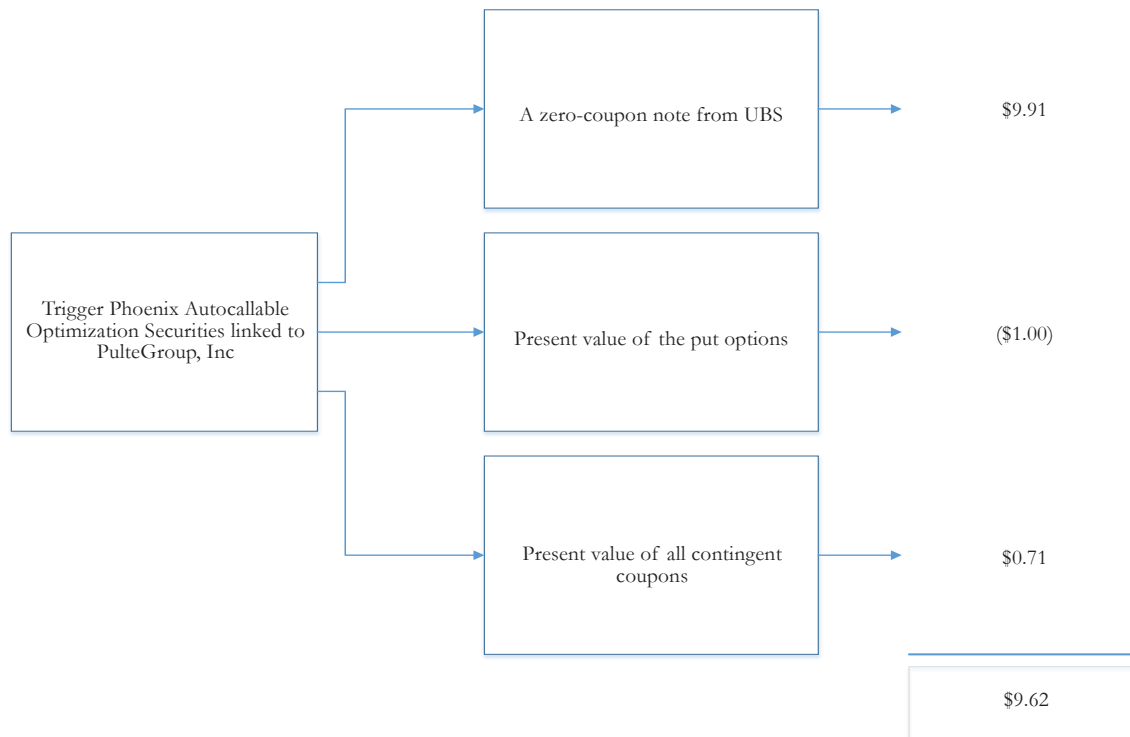 A zero-coupon note from UBS
$9.91
Trigger Phoenix Autocallable
Optimization Securities linked to
PulteGroup, Inc
Present value of the put options
($1.00)
Present value of all contingent
coupons
$0.71
$9.62